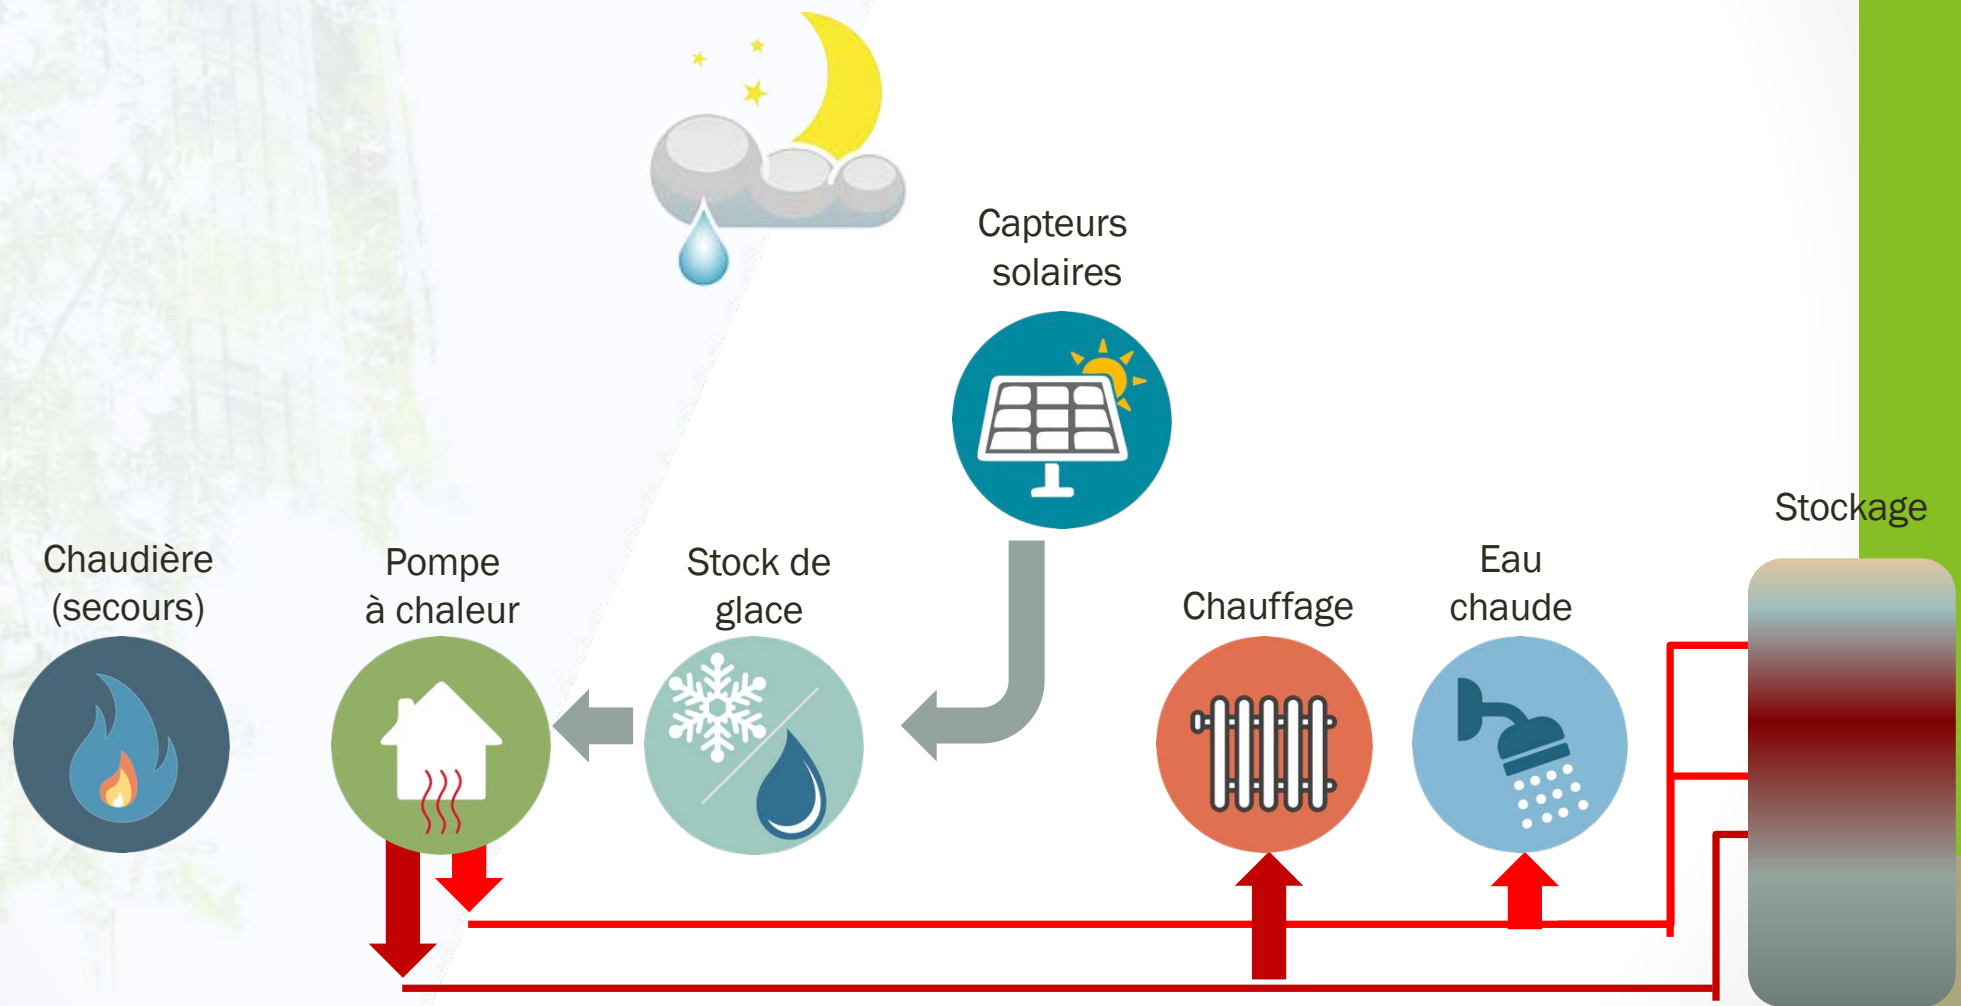 Capteurs
solaires
Stockage
Chaudière
(secours)
Pompe
à chaleur
Stock de
glace
Chauffage
Eau
chaude